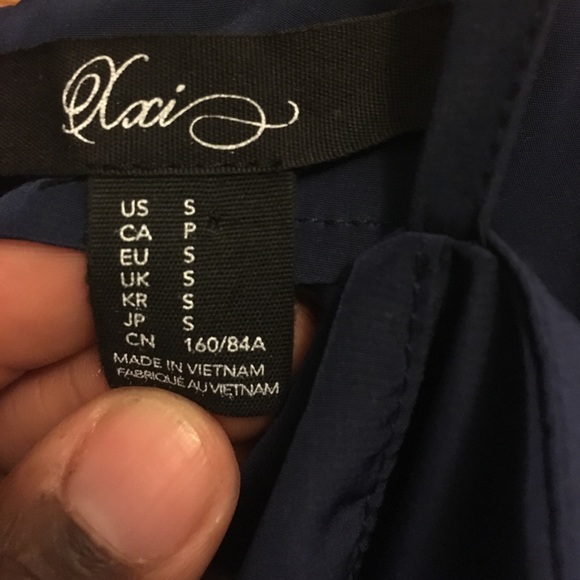 Xxi
US S
CA P
EU S
UK S
KR S
JP S
CN 160/84A
MADE IN VIETNAM
FABRIQUÉ AU VIETNAM